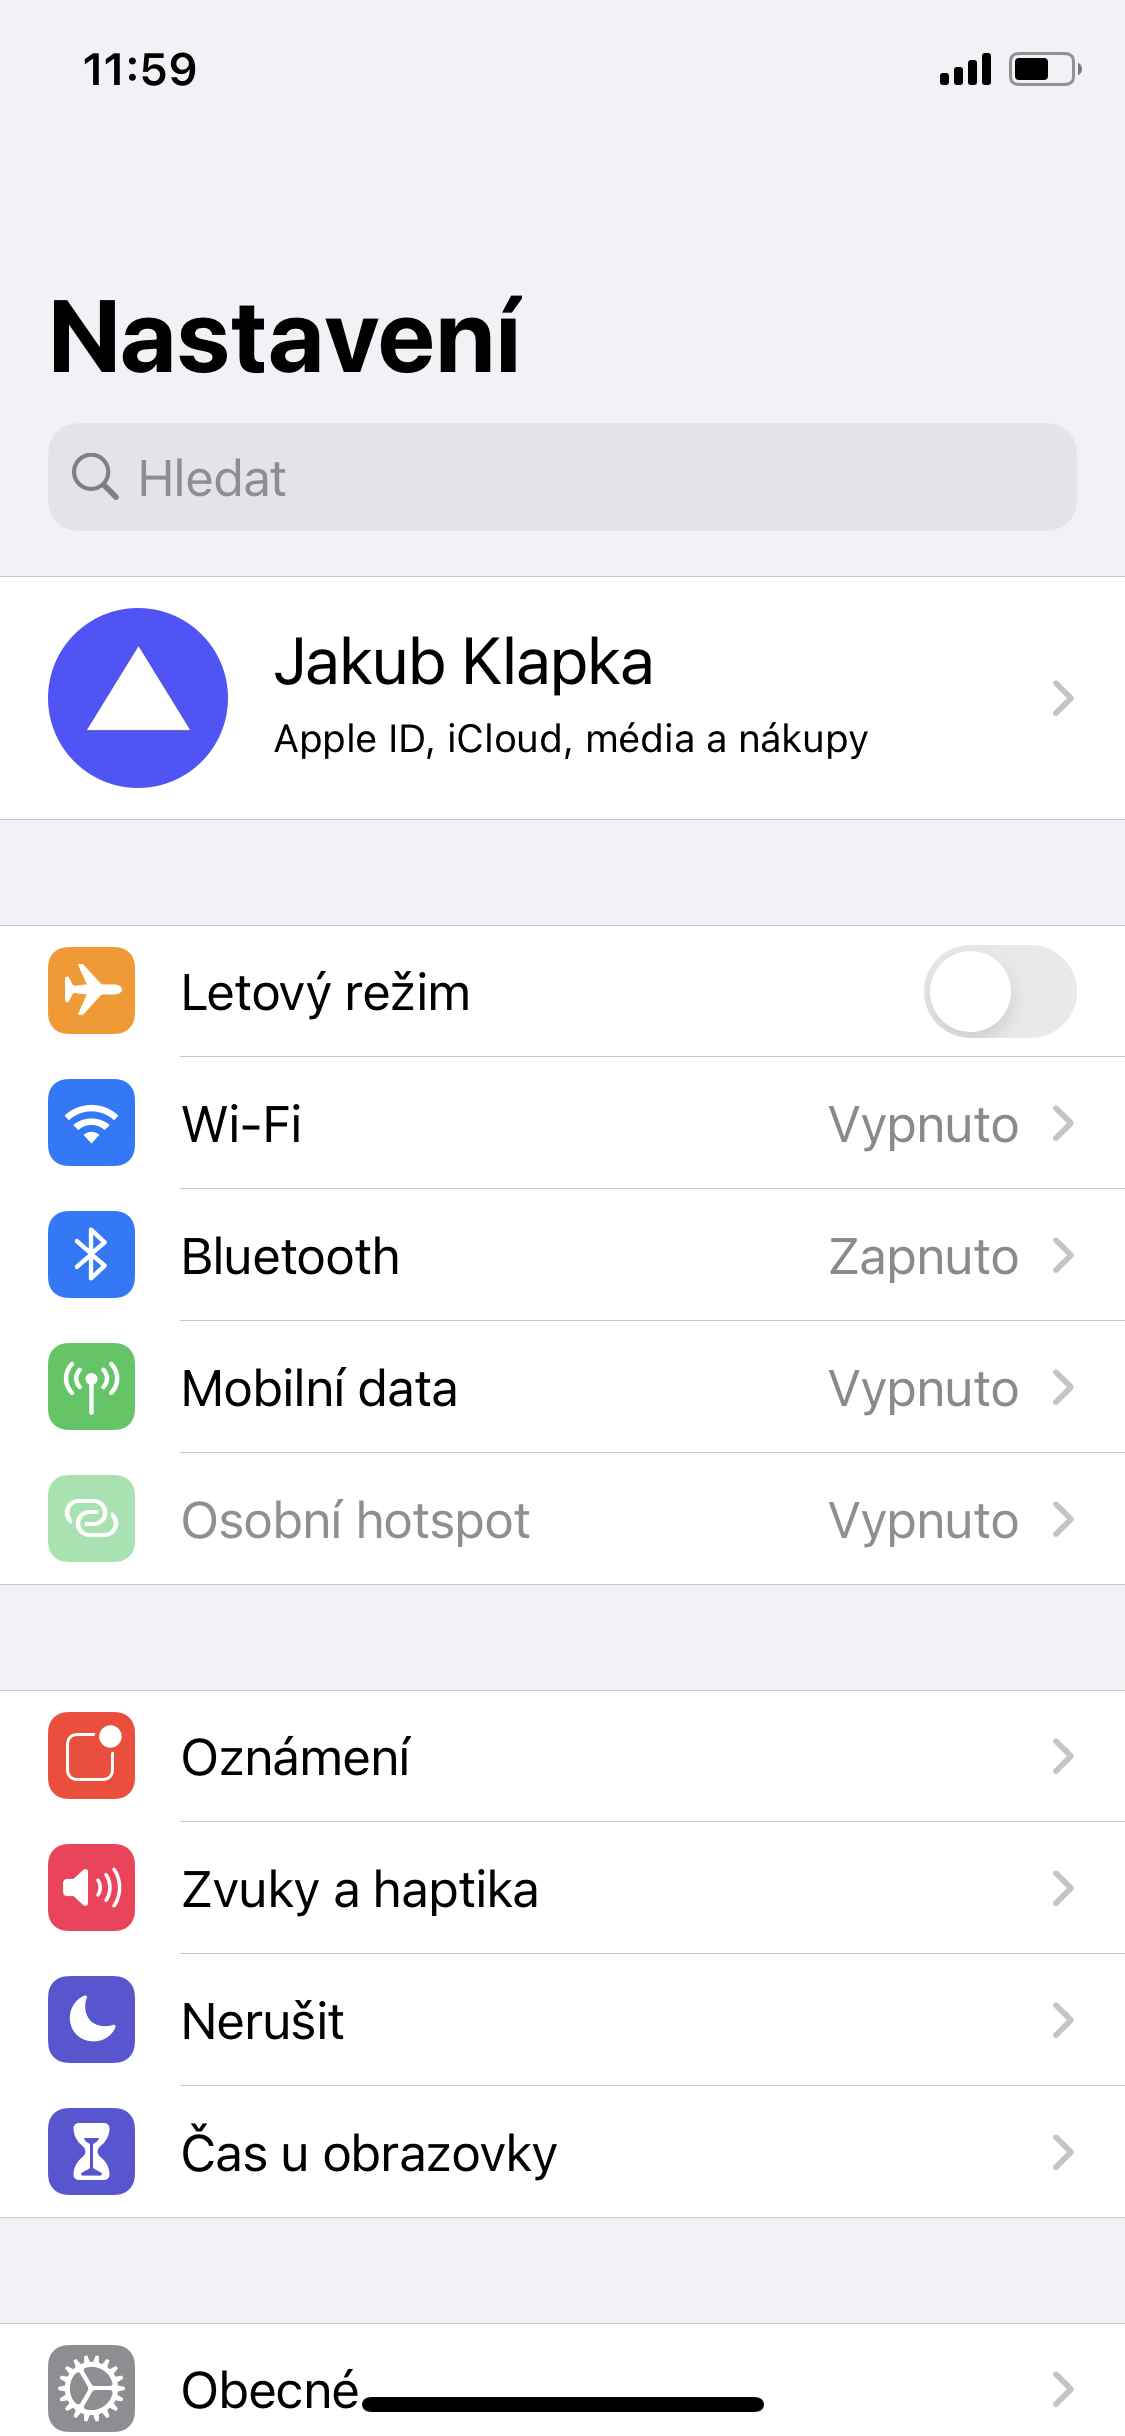 11:59
Nastavení
Hledat
Jakub Klapka
Apple ID, iCloud, média a nákupy
Letový režim
Wi-Fi Vypnuto
Bluetooth Zapnuto
Mobilní data Vypnuto
Osobní hotspot Vypnuto
Oznámení
Zvuky a haptika
Nerušit
Čas u obrazovky
Obecné